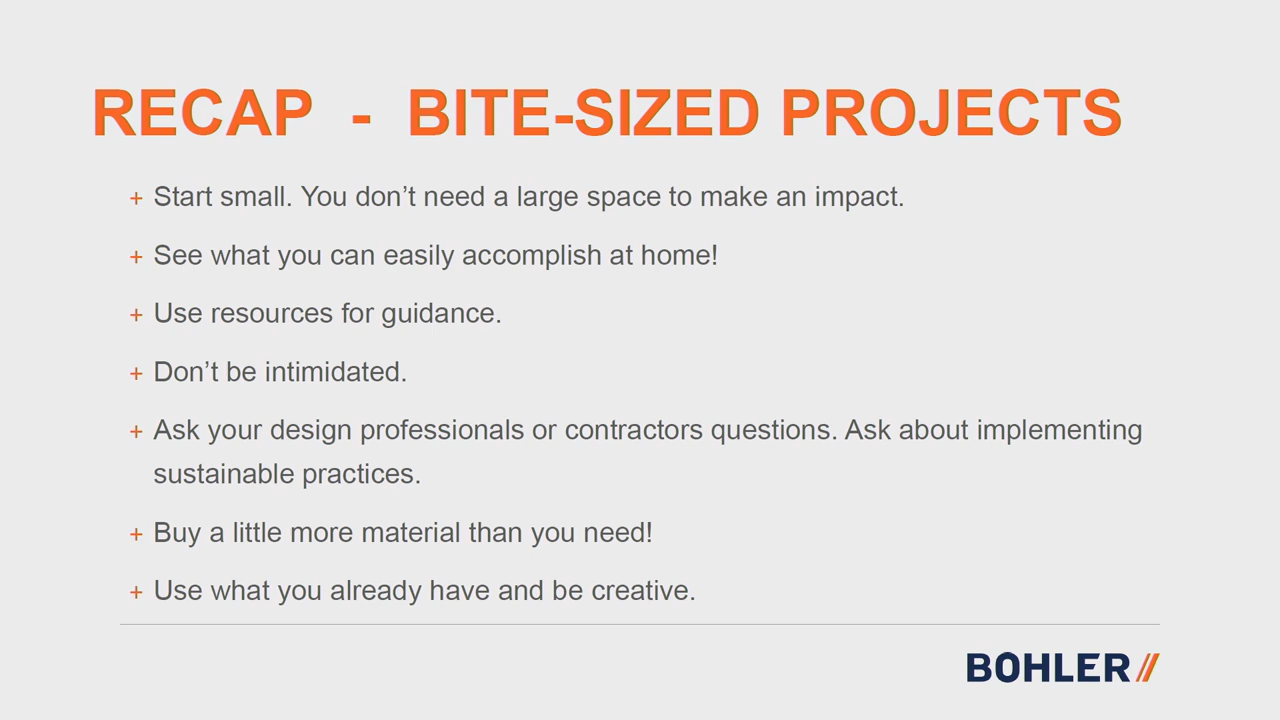 RECAP - BITE-SIZED PROJECTS
+ Start small. You don’t need a large space to make an impact.
+ See what you can easily accomplish at home!
+ Use resources for guidance.
+ Don’t be intimidated.
+ Ask your design professionals or contractors questions. Ask about implementing
sustainable practices.
+ Buy a little more material than you need!
+ Use what you already have and be creative.
BOHLER//